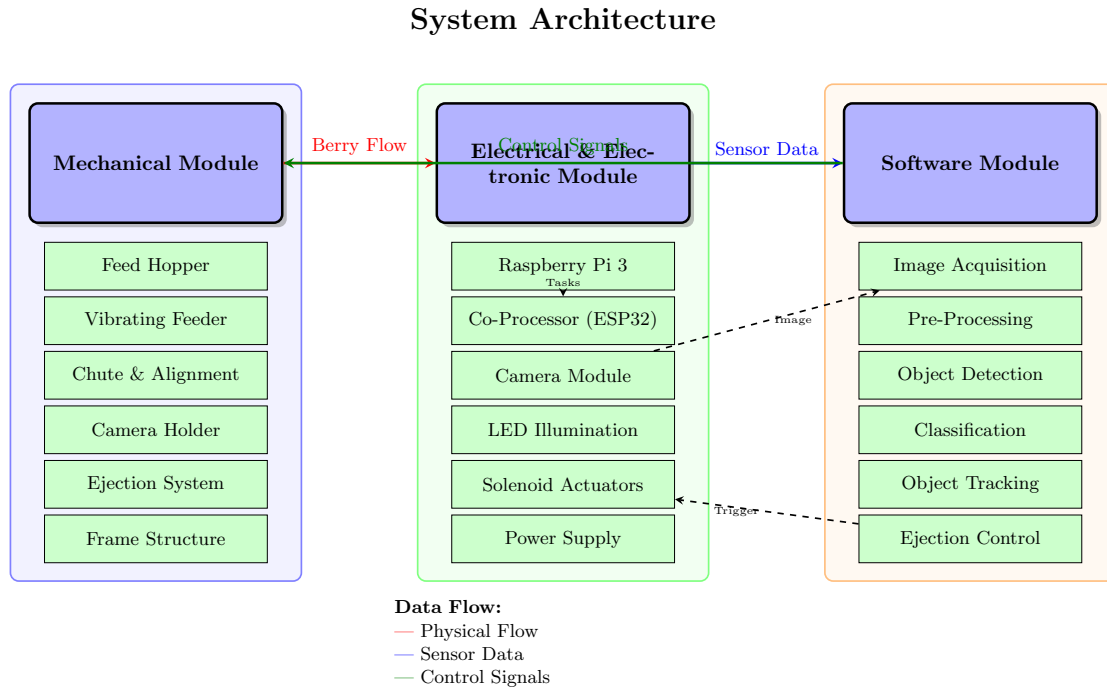 System Architecture
Mechanical Module
Berry Flow
Control Signals
Electrical & Elec-
tronic Module
Sensor Data
Software Module
Feed Hopper
Vibrating Feeder
Chute & Alignment
Camera Holder
Ejection System
Frame Structure
Raspberry Pi 3
Tasks
Co-Processor (ESP32)
Camera Module
LED Illumination
Solenoid Actuators
Power Supply
Image
Trigger
Image Acquisition
Pre-Processing
Object Detection
Classification
Object Tracking
Ejection Control
Data Flow:
— Physical Flow
— Sensor Data
— Control Signals